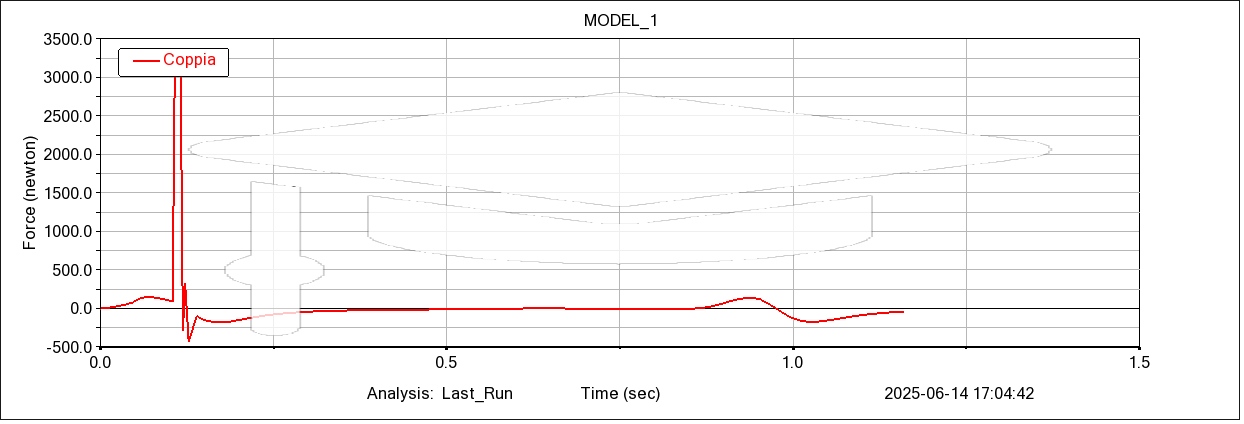 MODEL_1
3500.0
3000.0
2500.0
2000.0
1500.0
1000.0
500.0
0.0
-500.0
Coppia
Force (newton)
0.0 0.5 1.0 1.5
Analysis: Last_Run Time (sec) 2025-06-14 17:04:42